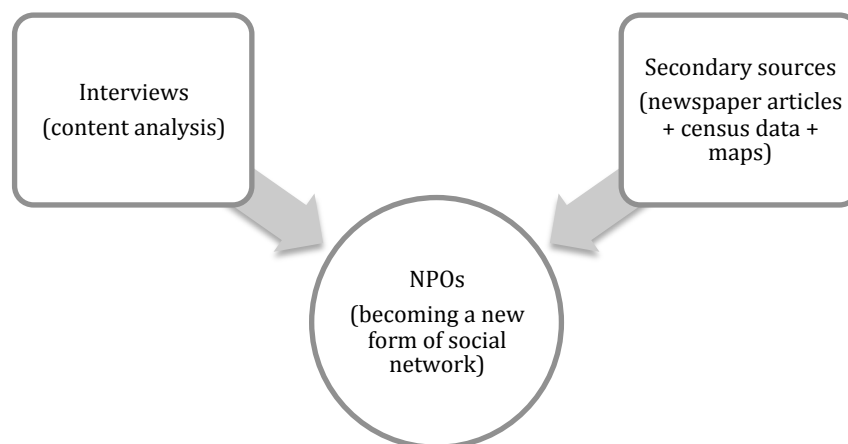 Interviews
(content analysis)
Secondary sources
(newspaper articles
+ census data +
maps)
NPOs
(becoming a new
form of social
network)